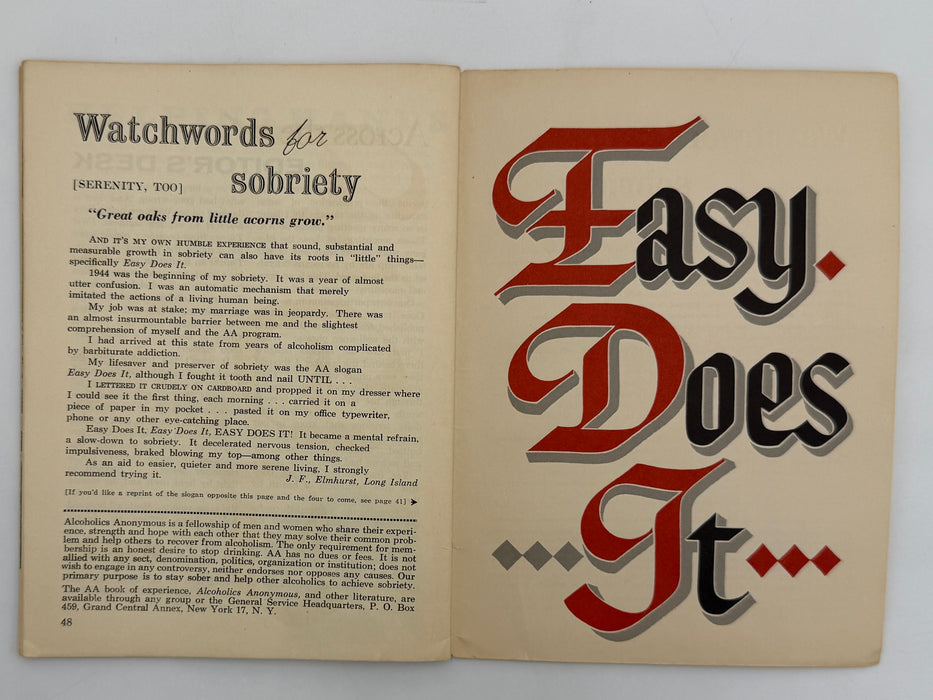 Watchwords for
[SERENITY, TOO] sobriety
“Great oaks from little acorns grow.”
AND IT'S MY OWN HUMBLE EXPERIENCE that sound, substantial and
measurable growth in sobriety can also have its roots in “little” things—
specifically Easy Does It.
1944 was the beginning of my sobriety. It was a year of almost
utter confusion. I was an automatic mechanism that merely
imitated the actions of a living human being.
My job was at stake; my marriage was in jeopardy. There was
an almost insurmountable barrier between me and the slightest
comprehension of myself and the AA program.
I had arrived at this state from years of alcoholism complicated
by barbiturate addiction.
My lifesaver and preserver of sobriety was the AA slogan
Easy Does It, although I fought it tooth and nail UNTIL . . .
I LETTERED IT CRUDELY ON CARDBOARD and propped it on my dresser where
I could see it the first thing, each morning . . . carried it on a
piece of paper in my pocket . . . pasted it on my office typewriter,
phone or any other eye-catching place.
Easy Does It, Easy Does It, EASY DOES IT! It became a mental refrain,
a slow-down to sobriety. It decelerated nervous tension, checked
impulsiveness, braked blowing my top—among other things.
As an aid to easier, quieter and more serene living, I strongly
recommend trying it. J. F., Elmhurst, Long Island
[If you'd like a reprint of the slogan opposite this page and the four to come, see page 41]
Alcoholics Anonymous is a fellowship of men and women who share their experi-
ence, strength and hope with each other that they may solve their common prob-
lem and help others to recover from alcoholism. The only requirement for mem-
bership is an honest desire to stop drinking. AA has no dues or fees. It is not
allied with any sect, denomination, politics, organization or institution; does not
wish to engage in any controversy, neither endorses nor opposes any causes. Our
primary purpose is to stay sober and help other alcoholics to achieve sobriety.
The AA book of experience, Alcoholics Anonymous, and other literature, are
available through any group or the General Service Headquarters, P. O. Box
459, Grand Central Annex, New York 17, N. Y.
48
Easy
Does
It